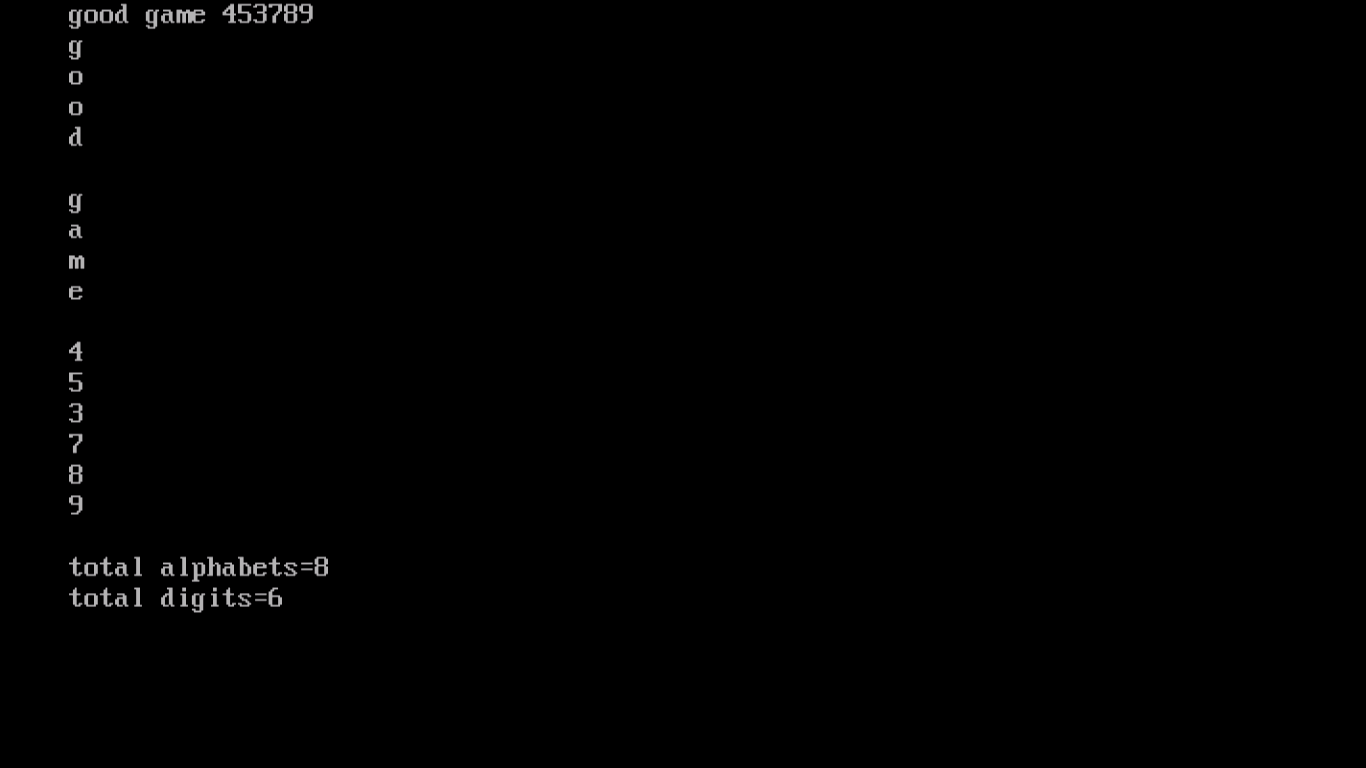 good game 453789
g
o
o
d
g
a
m
e
4
5
3
7
8
9
total alphabets=8
total digits=6